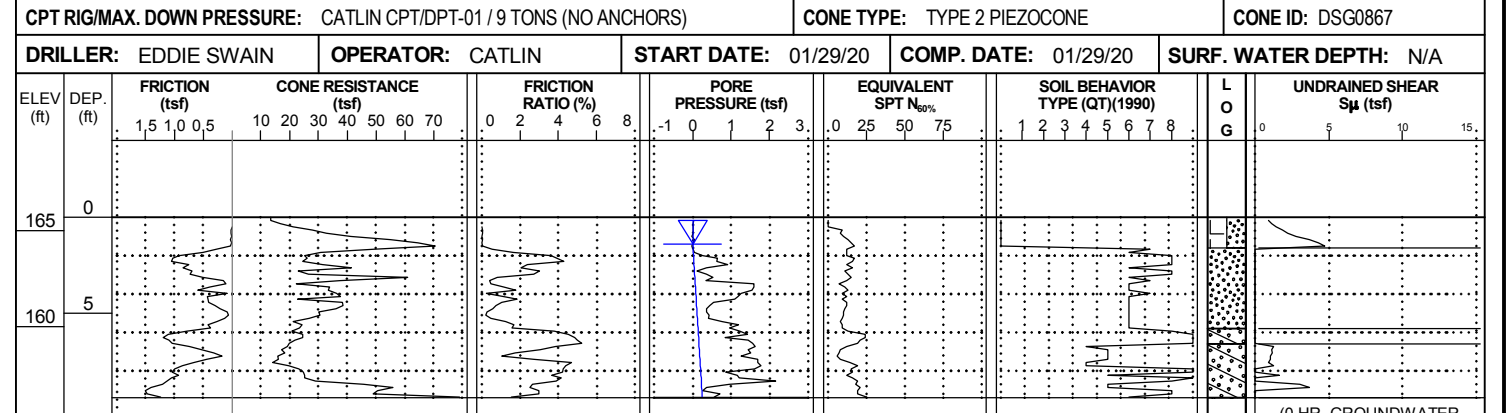 CPT RIG/MAX. DOWN PRESSURE: CATLIN CPT/DPT-01 / 9 TONS (NO ANCHORS) CONE TYPE: TYPE 2 PIEZOCONE CONE ID: DSG0867
DRILLER: EDDIE SWAIN OPERATOR: CATLIN START DATE: 01/29/20 COMP. DATE: 01/29/20 SURF. WATER DEPTH: N/A
ELEV (ft)
DEP. (ft)
FRICTION
(tsf)
1,5 1,0 0,5
CONE RESISTANCE
(tsf)
10 20 30 40 50 60 70
FRICTION
RATIO (%)
0 2 4 6 8
PORE
PRESSURE (tsf)
-1 0 1 2 3
EQUIVALENT
SPT N60%
0 25 50 75
SOIL BEHAVIOR
TYPE (QT)(1990)
1 2 3 4 5 6 7 8
L
O
G
UNDRAINED SHEAR
Sµ (tsf)
0 5 10 15
0
165
5
160
(0 HR. GROUNDWATER